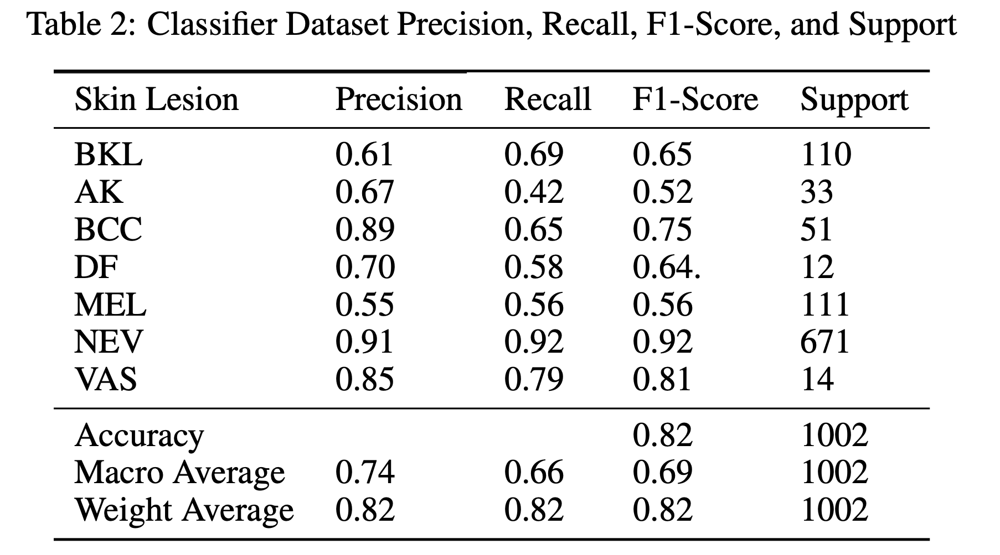 Table 2: Classifier Dataset Precision, Recall, F1-Score, and Support
Skin Lesion Precision Recall F1-Score Support
BKL 0.61 0.69 0.65 110
AK 0.67 0.42 0.52 33
BCC 0.89 0.65 0.75 51
DF 0.70 0.58 0.64. 12
MEL 0.55 0.56 0.56 111
NEV 0.91 0.92 0.92 671
VAS 0.85 0.79 0.81 14
Accuracy 0.82 1002
Macro Average 0.74 0.66 0.69 1002
Weight Average 0.82 0.82 0.82 1002